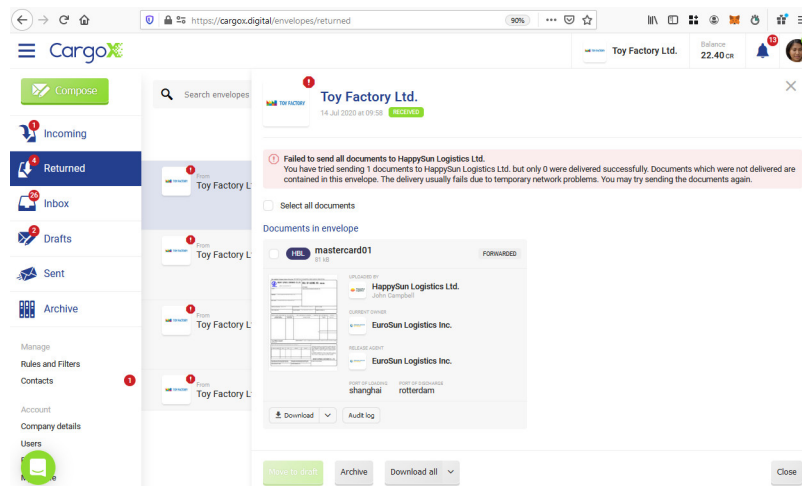 https://cargox.digital/envelopes/returned
90%
CargoX
Toy Factory Ltd.
Balance
22.40 CR
13
Compose
Search envelopes
TOY FACTORY
Toy Factory Ltd.
14 Jul 2020 at 09:58 RECEIVED
1
Incoming
4
Returned
26
Inbox
2
Drafts
Sent
Archive
Manage
Rules and Filters
Contacts
1
Account
Company details
Users
From
Toy Factory L
From
Toy Factory L
From
Toy Factory L
From
Toy Factory L
Failed to send all documents to HappySun Logistics Ltd.
You have tried sending 1 documents to HappySun Logistics Ltd. but only 0 were delivered successfully. Documents which were not delivered are
contained in this envelope. The delivery usually fails due to temporary network problems. You may try sending the documents again.
Select all documents
Documents in envelope
HBL
mastercard01
81 kB
FORWARDED
UPLOADED BY
HappySun Logistics Ltd.
John Campbell
CURRENT OWNER
EuroSun Logistics Inc.
RELEASE AGENT
EuroSun Logistics Inc.
PORT OF LOADING PORT OF DISCHARGE
shanghai rotterdam
Download
Audit log
Move to draft
Archive
Download all
Close